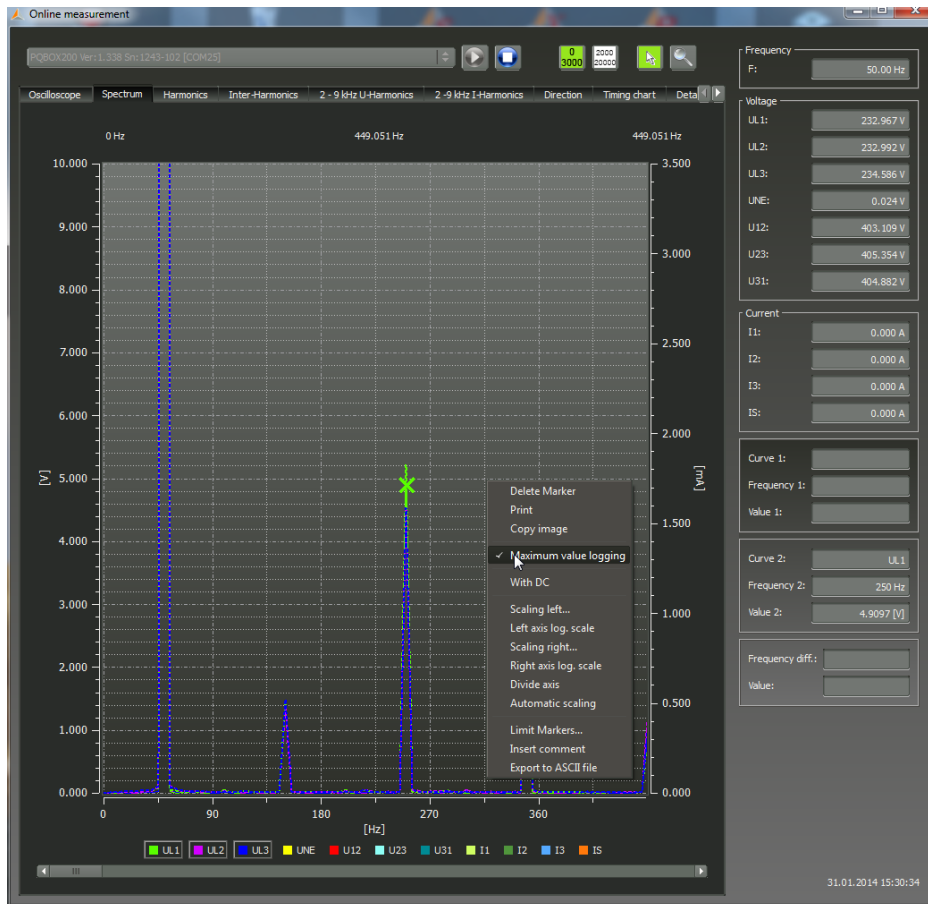 Online measurement
PQBOX200 Ver:1.338 Sn:1243-102 [COM25]
0
3000
2000
20000
Oscilloscope Spectrum Harmonics Inter-Harmonics 2 - 9 kHz U-Harmonics 2 -9 kHz I-Harmonics Direction Timing chart Deta
0 Hz 449.051 Hz 449.051 Hz
10.000
9.000
8.000
7.000
6.000
5.000
4.000
3.000
2.000
1.000
0.000
[V]
3.500
3.000
2.500
2.000
1.500
1.000
0.500
0.000
[mA]
0 90 180 270 360
[Hz]
UL1 UL2 UL3 UNE U12 U23 U31 I1 I2 I3 IS
Delete Marker
Print
Copy image
✓ Maximum value logging
With DC
Scaling left...
Left axis log. scale
Scaling right...
Right axis log. scale
Divide axis
Automatic scaling
Limit Markers...
Insert comment
Export to ASCII file
Frequency
F: 50.00 Hz
Voltage
UL1: 232.967 V
UL2: 232.992 V
UL3: 234.586 V
UNE: 0.024 V
U12: 403.109 V
U23: 405.354 V
U31: 404.882 V
Current
I1: 0.000 A
I2: 0.000 A
I3: 0.000 A
IS: 0.000 A
Curve 1:
Frequency 1:
Value 1:
Curve 2: UL1
Frequency 2: 250 Hz
Value 2: 4.9097 [V]
Frequency diff.:
Value:
31.01.2014 15:30:34